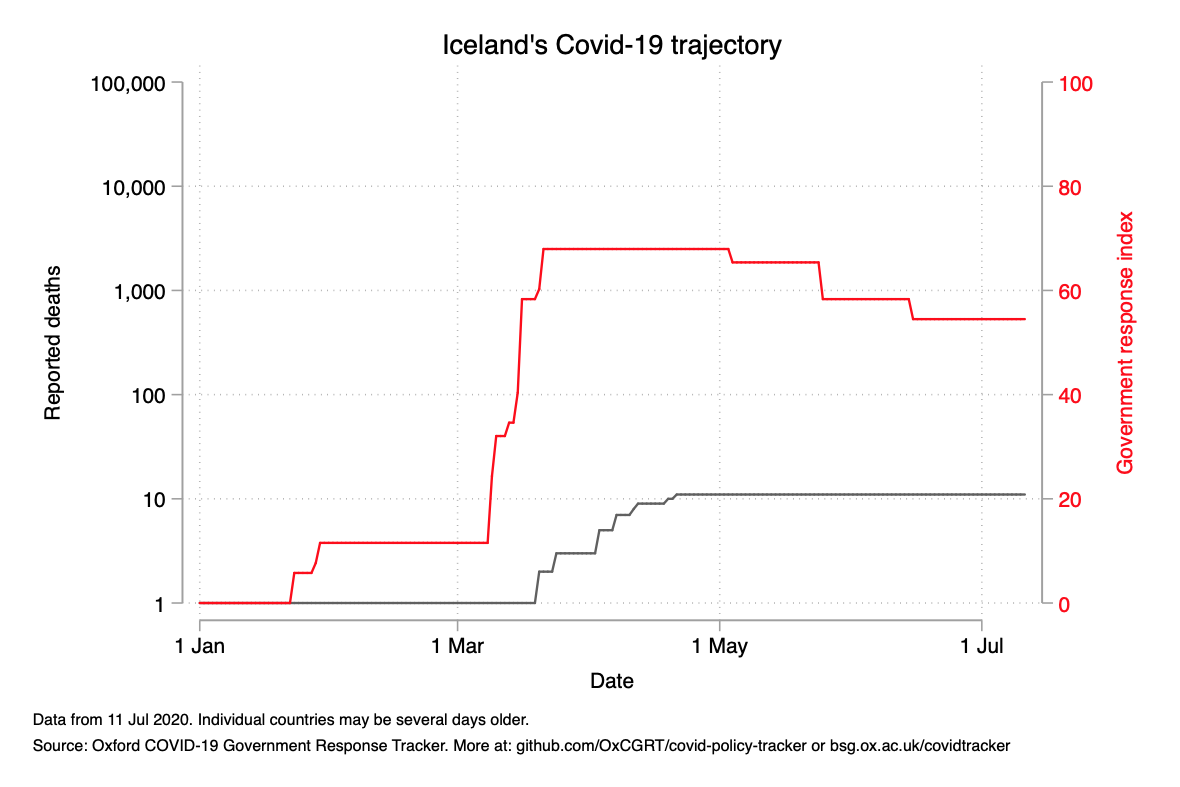 Iceland's Covid-19 trajectory
100,000
10,000
1,000
100
10
1
Reported deaths
100
80
60
40
20
0
Government response index
1 Jan
1 Mar
1 May
1 Jul
Date
Data from 11 Jul 2020. Individual countries may be several days older.
Source: Oxford COVID-19 Government Response Tracker. More at: github.com/OxCGRT/covid-policy-tracker or bsg.ox.ac.uk/covidtracker